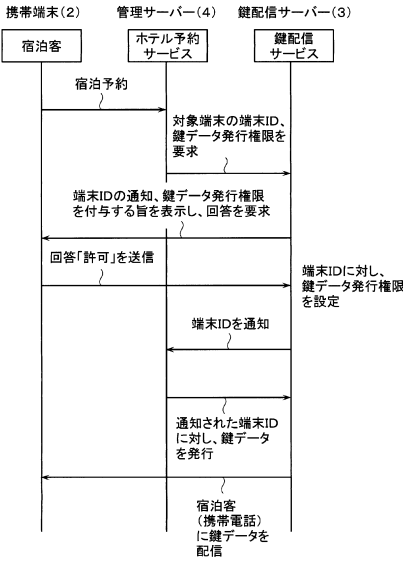 携帯端末(2)
管理サーバー(4)
鍵配信サーバー(3)
宿泊客
ホテル予約
サービス
鍵配信
サービス
宿泊予約
対象端末の端末ID、
鍵データ発行権限を
要求
端末IDの通知、鍵データ発行権限
を付与する旨を表示し、回答を要求
回答「許可」を送信
端末IDに対し、
鍵データ発行権限
を設定
端末IDを通知
通知された端末ID
に対し、鍵データ
を発行
宿泊客
(携帯電話)
に鍵データを
配信